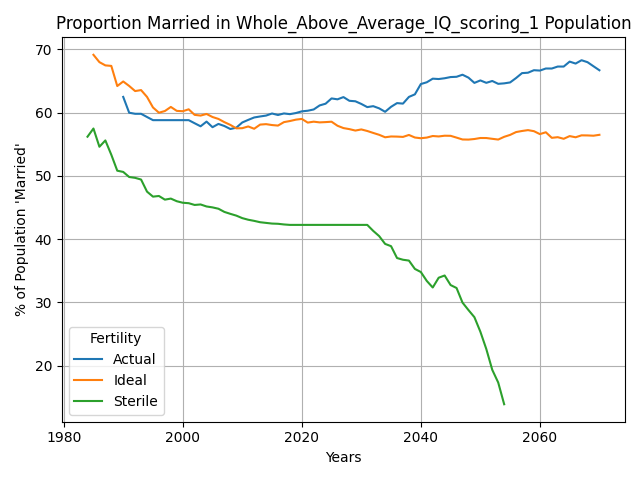 Proportion Married in Whole_Above_Average_IQ_scoring_1 Population
% of Population 'Married'
70
60
50
40
30
20
Fertility
Actual
Ideal
Sterile
1980
2000
2020
2040
2060
Years